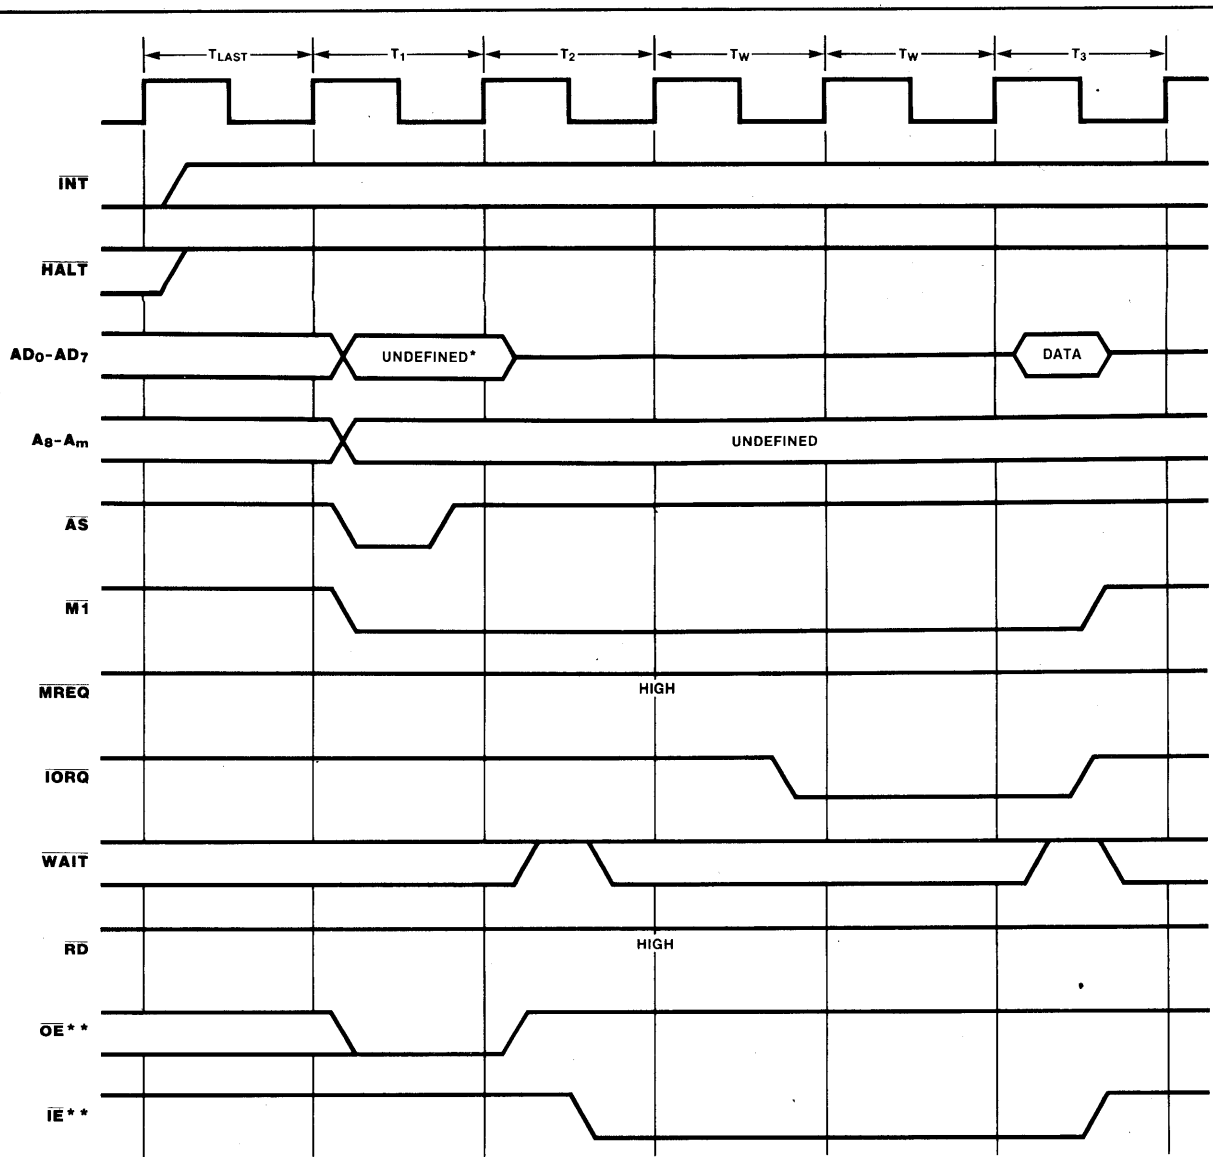 TLAST T1 T2 TW TW T3
INT
HALT
AD0-AD7 UNDEFINED* DATA
A8-Am UNDEFINED
AS
M1
MREQ HIGH
IORQ
WAIT
RD HIGH
OE**
IE**